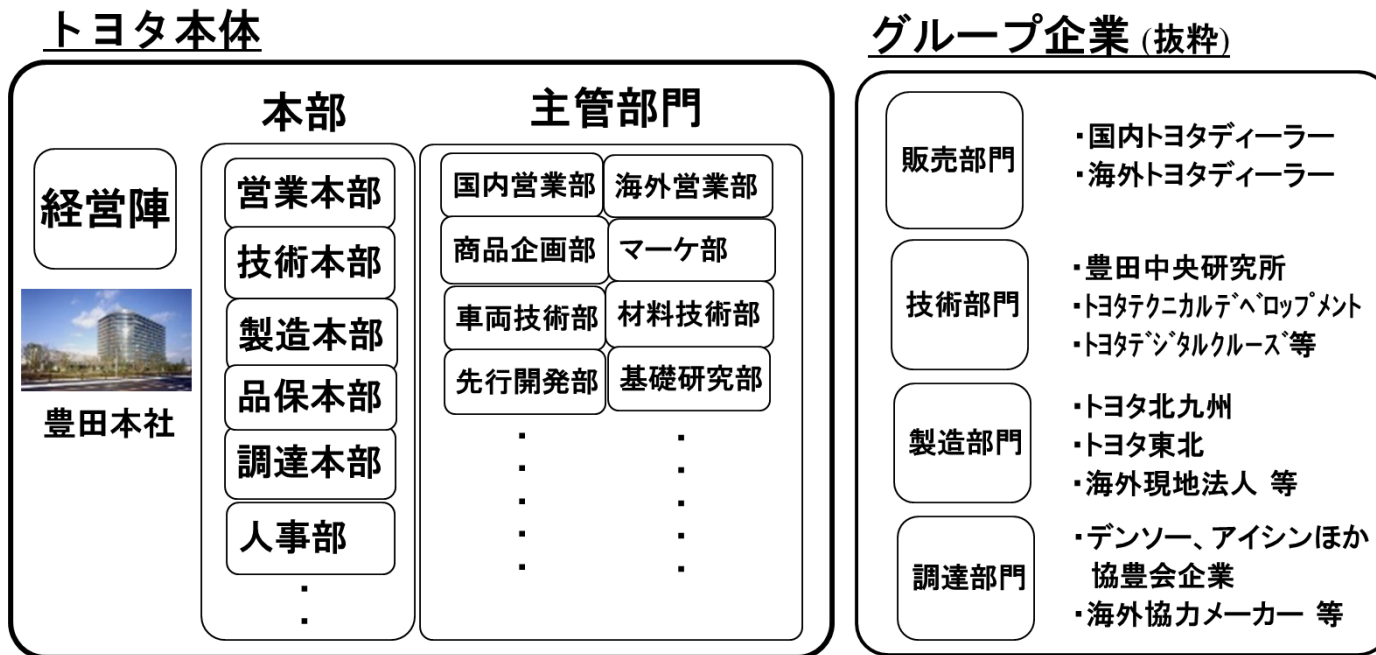 トヨタ本体
グループ企業 (抜粋)
本部
主管部門
経営陣
豊田本社
営業本部
技術本部
製造本部
品保本部
調達本部
人事部
・
・
国内営業部 海外営業部
商品企画部 マーケ部
車両技術部 材料技術部
先行開発部 基礎研究部
・ ・
・ ・
・ ・
・ ・
・ ・
販売部門
・国内トヨタディーラー
・海外トヨタディーラー
技術部門
・豊田中央研究所
・ﾄﾖﾀﾃｸﾆｶﾙﾃﾞﾍﾞﾛｯﾌﾟﾒﾝﾄ
・ﾄﾖﾀﾃﾞｼﾞﾀﾙｸﾙｰｽﾞ等
製造部門
・トヨタ北九州
・トヨタ東北
・海外現地法人 等
調達部門
・デンソー、アイシンほか
協豊会企業
・海外協力メーカー 等